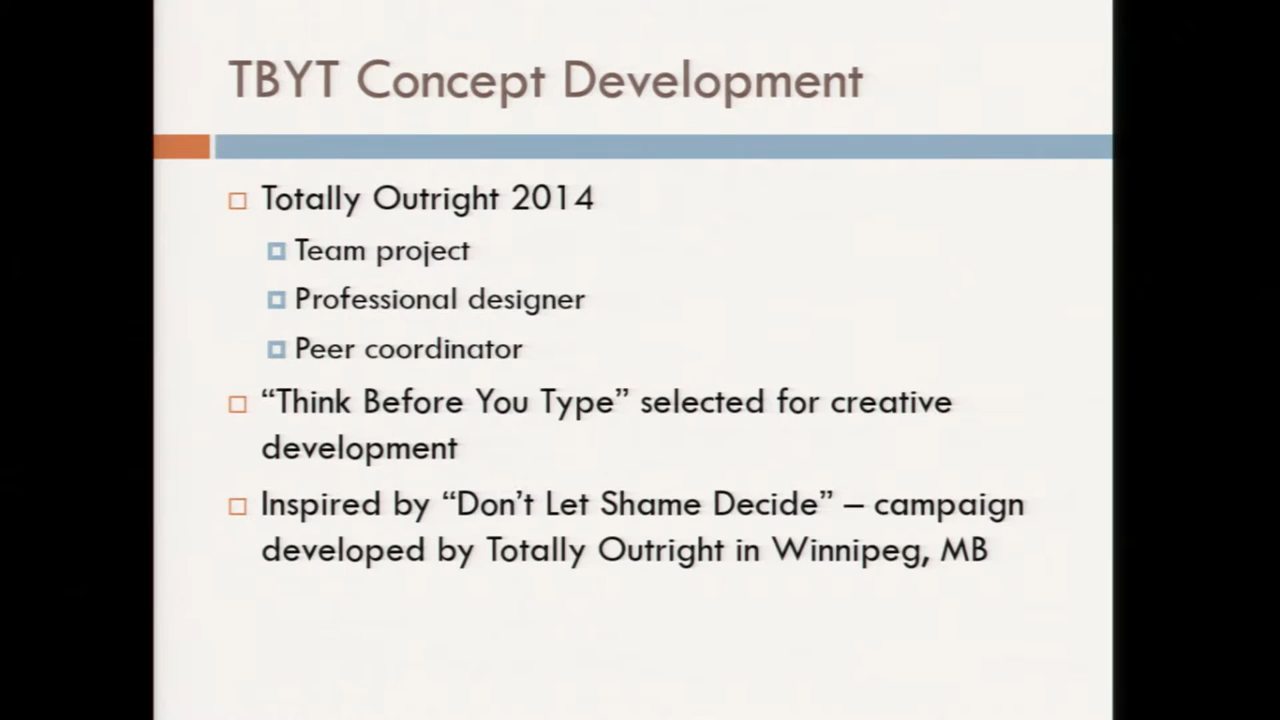 TBYT Concept Development
Totally Outright 2014
Team project
Professional designer
Peer coordinator
“Think Before You Type” selected for creative
development
Inspired by “Don’t Let Shame Decide” – campaign
developed by Totally Outright in Winnipeg, MB